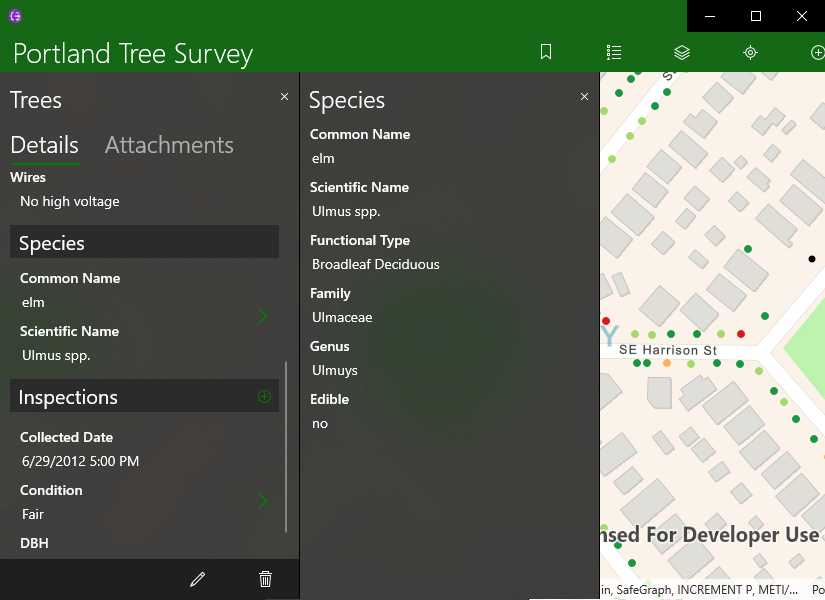 Portland Tree Survey
Trees
Details Attachments
Wires
No high voltage
Species
Common Name
elm
Scientific Name
Ulmus spp.
Inspections
Collected Date
6/29/2012 5:00 PM
Condition
Fair
DBH
Species
Common Name
elm
Scientific Name
Ulmus spp.
Functional Type
Broadleaf Deciduous
Family
Ulmaceae
Genus
Ulmuys
Edible
no
Y
SE Harrison St
nsed For Developer Use
in, SafeGraph, INCREMENT P, METI/... Po